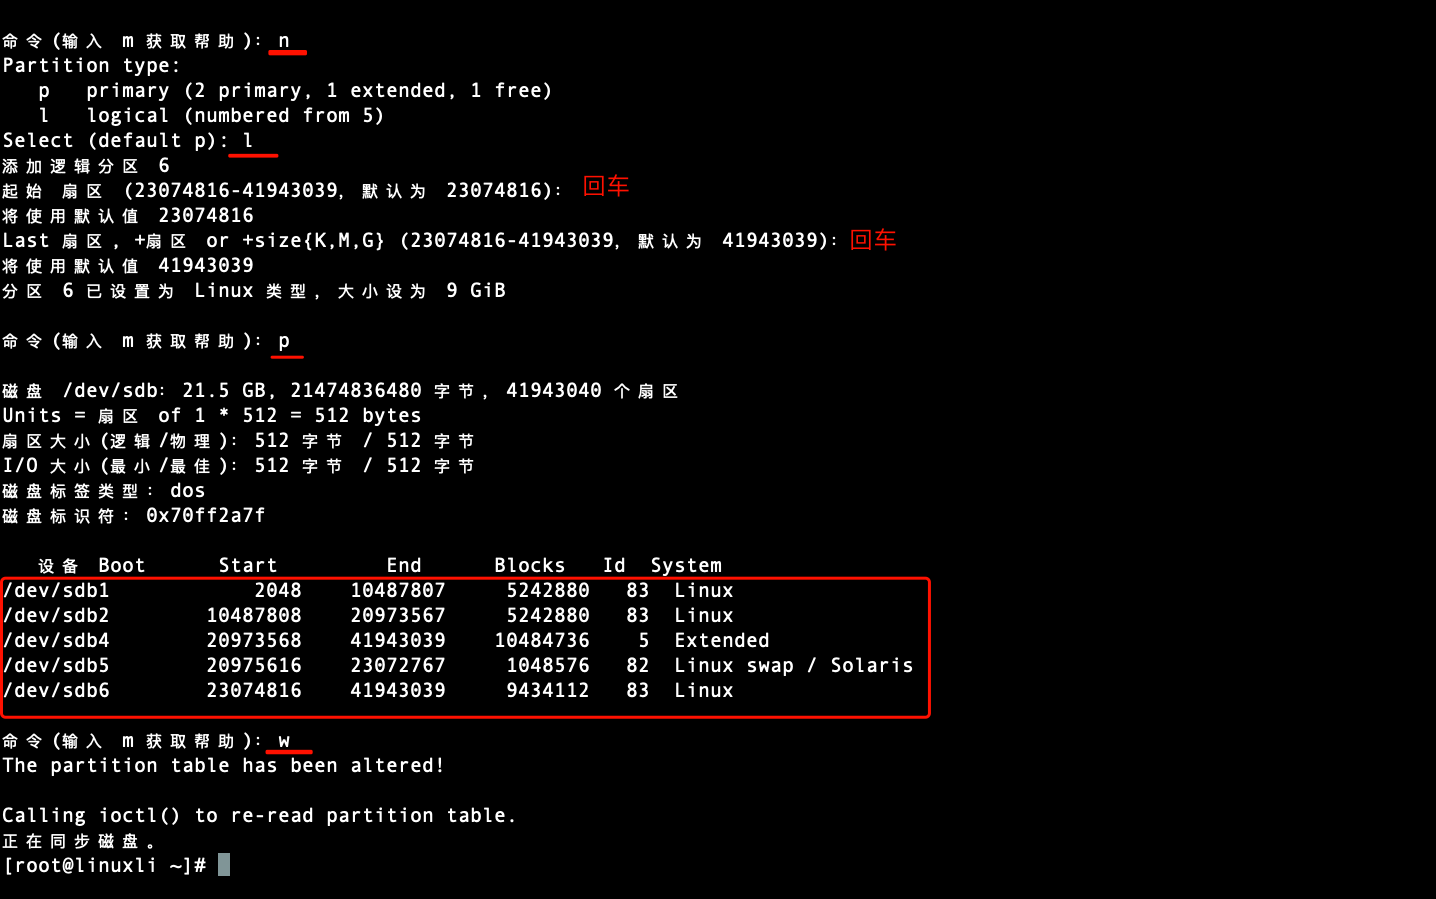 命令(输入 m 获取帮助): n
Partition type:
   p   primary (2 primary, 1 extended, 1 free)
   l   logical (numbered from 5)
Select (default p): l
添加逻辑分区 6
起始 扇区 (23074816-41943039, 默认为 23074816): 回车
将使用默认值 23074816
Last 扇区, +扇区 or +size{K,M,G} (23074816-41943039, 默认为 41943039): 回车
将使用默认值 41943039
分区 6 已设置为 Linux 类型, 大小设为 9 GiB
命令(输入 m 获取帮助): p
磁盘 /dev/sdb: 21.5 GB, 21474836480 字节, 41943040 个扇区
Units = 扇区 of 1 * 512 = 512 bytes
扇区大小(逻辑/物理): 512 字节 / 512 字节
I/O 大小(最小/最佳): 512 字节 / 512 字节
磁盘标签类型: dos
磁盘标识符: 0x70ff2a7f
   设备 Boot      Start         End      Blocks   Id  System
/dev/sdb1            2048    10487807     5242880   83  Linux
/dev/sdb2        10487808    20973567     5242880   83  Linux
/dev/sdb4        20973568    41943039    10484736    5  Extended
/dev/sdb5        20975616    23072767     1048576   82  Linux swap / Solaris
/dev/sdb6        23074816    41943039     9434112   83  Linux
命令(输入 m 获取帮助): w
The partition table has been altered!
Calling ioctl() to re-read partition table.
正在同步磁盘。
[root@linuxli ~]#